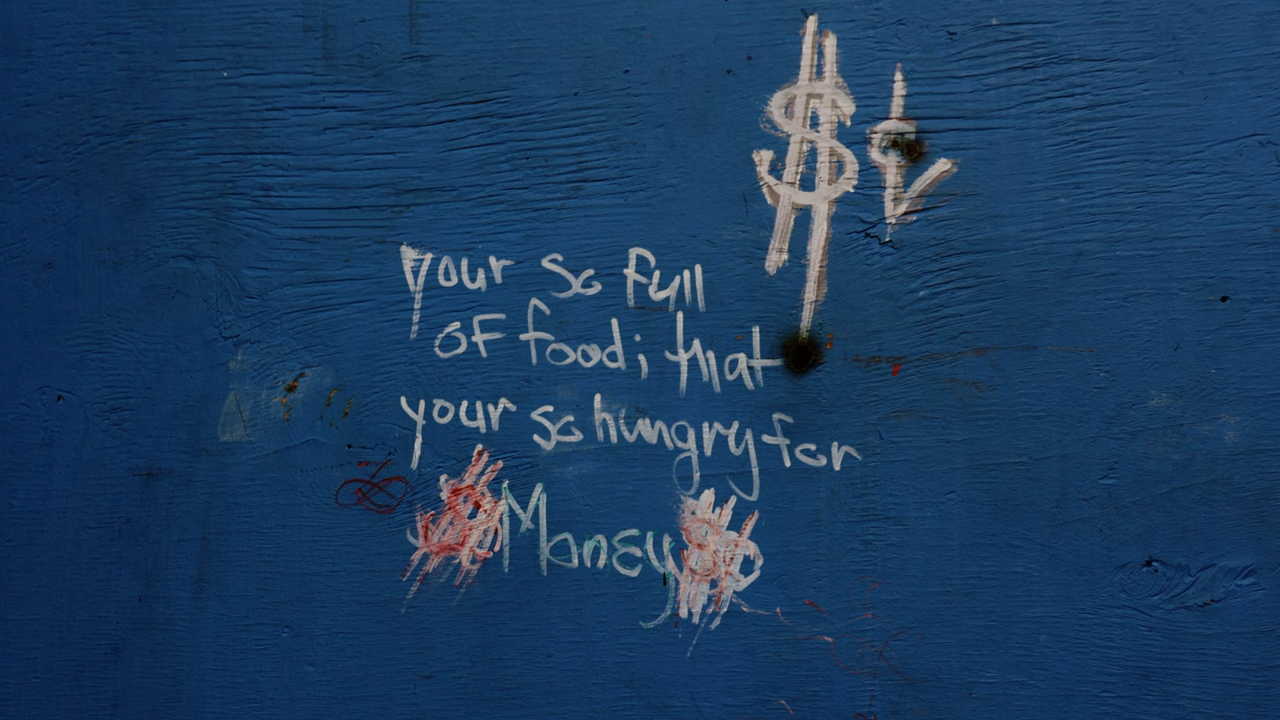 $
your so full
of food; that
your so hungry for
Money